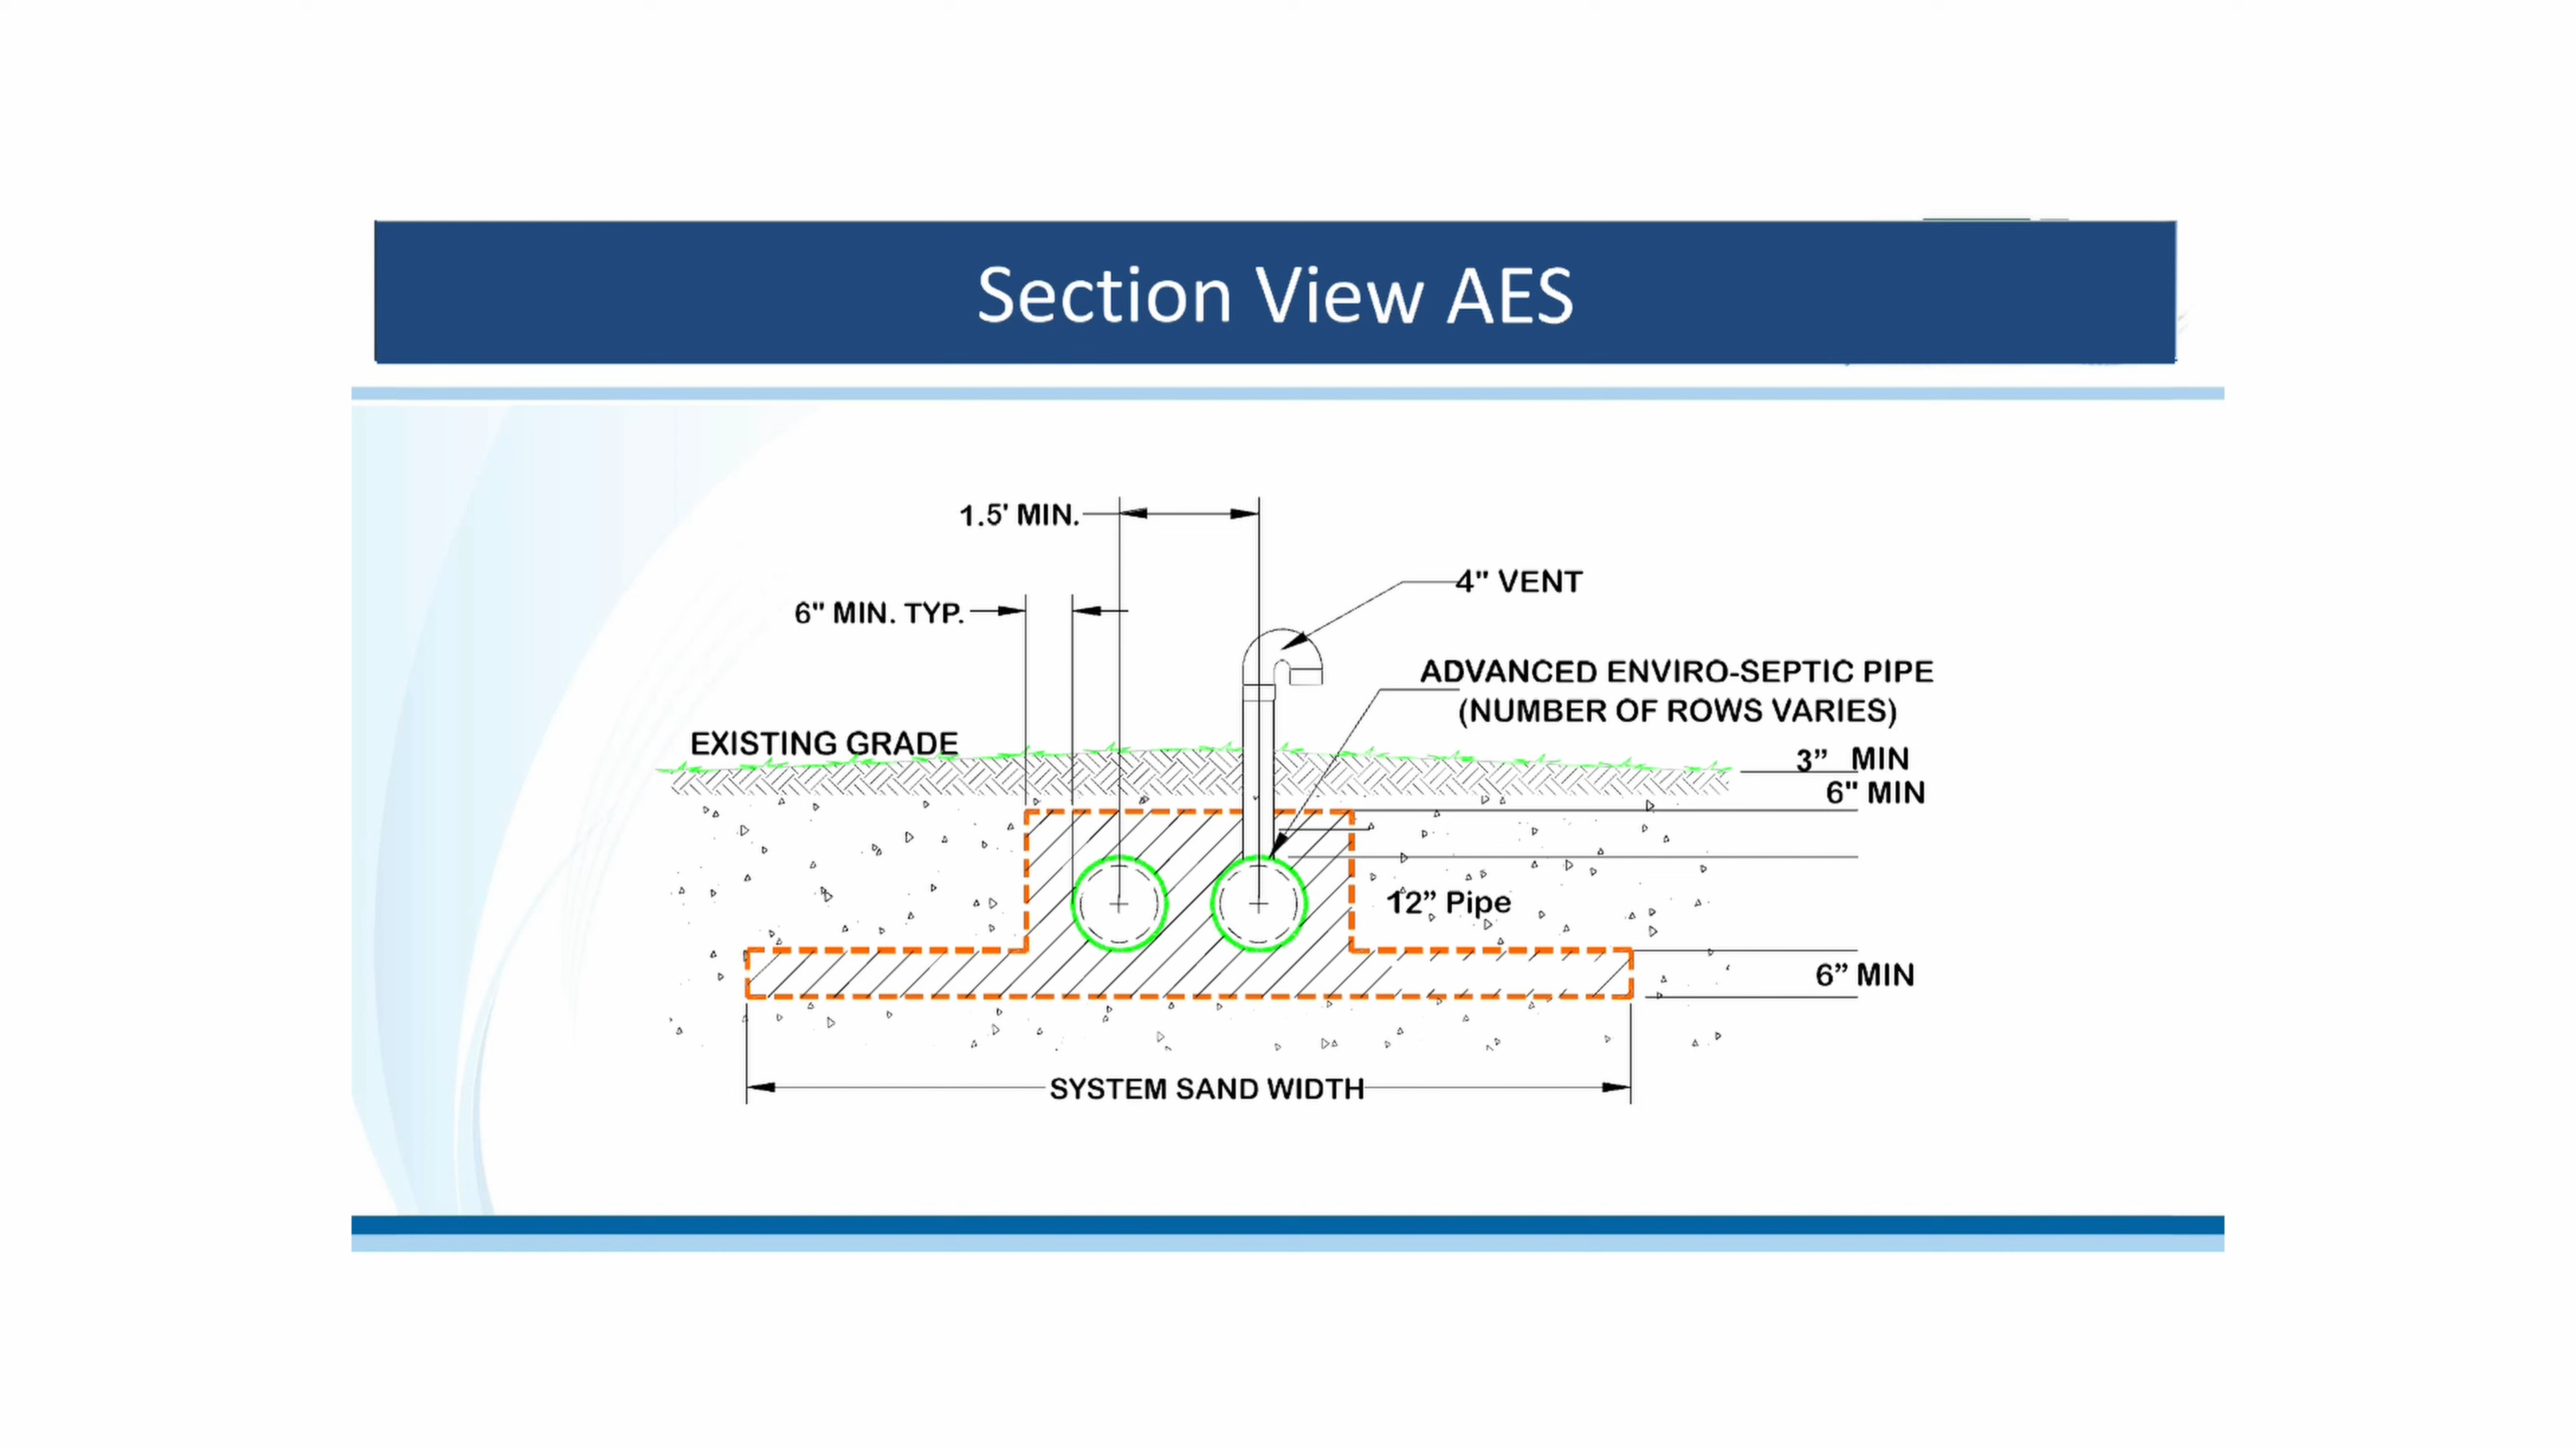 Section View AES
1.5' MIN.
4" VENT
6" MIN. TYP.
ADVANCED ENVIRO-SEPTIC PIPE
(NUMBER OF ROWS VARIES)
EXISTING GRADE
3” MIN
6" MIN
12” Pipe
6” MIN
SYSTEM SAND WIDTH